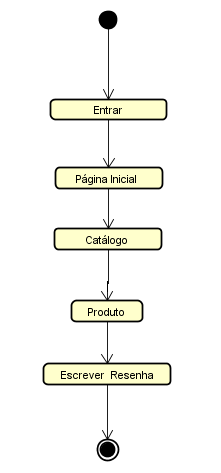 Entrar
Página Inicial
Catálogo
Produto
Escrever Resenha